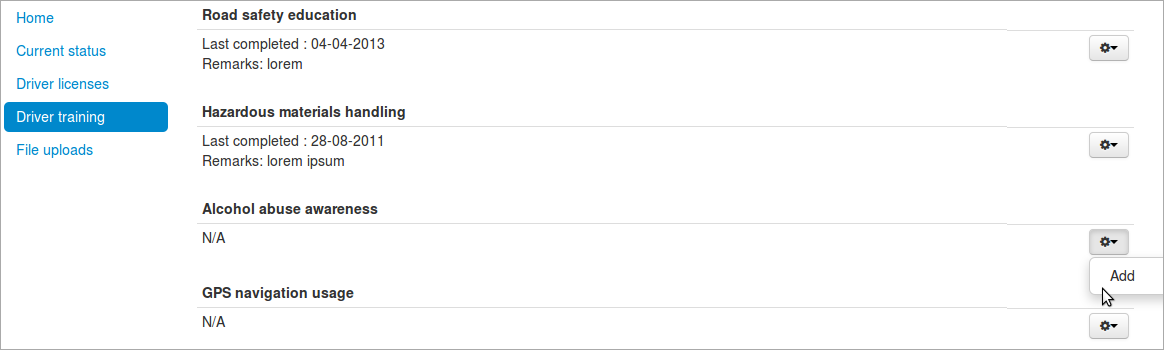 Home
Current status
Driver licenses
Driver training
File uploads
Road safety education
Last completed : 04-04-2013
Remarks: lorem
Hazardous materials handling
Last completed : 28-08-2011
Remarks: lorem ipsum
Alcohol abuse awareness
N/A
Add
GPS navigation usage
N/A